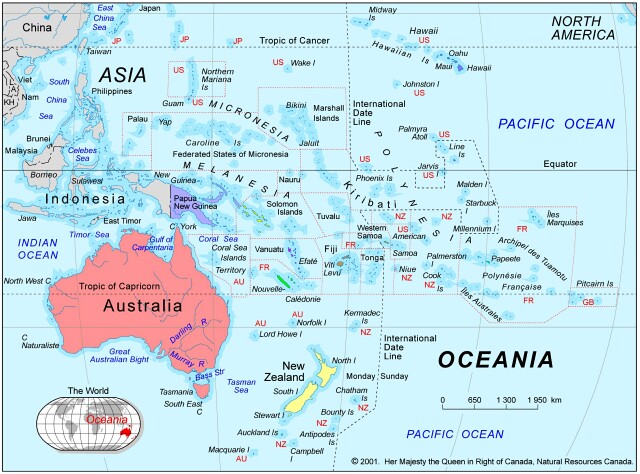 China
East
China
Sea
Japan
Midway
Is
Hawaii
US
NORTH
AMERICA
JP
JP
JP
Tropic of Cancer
Hawaiian Is
Oahu
Maui
Hawaii
Taiwan
ASIA
US
Northern
Mariana
Is
US
Wake I
Johnston I
US
Viet
Nam
L
A
KH
South
China
Sea
Philippines
Guam
US
MICRONESIA
Bikini
Marshall
Islands
International
Date
Line
PACIFIC OCEAN
Palau
Yap
Palmyra
Atoll
US
Brunei
Malaysia
Celebes
Sea
Caroline Is
Federated States of Micronesia
Jaluit
POLYNESIA
Line
Is
US
Jarvis
Equator
Borneo
Sulawesi
New
Guinea
MELANESIA
Nauru
Phoenix Is
Malden I
Indonesia
Papua
New Guinea
Solomon
Islands
Kiribati
Starbuck
Tuvalu
NZ
NZ
Millennium I
Îles
Marquises
FR
Jawa
East Timor
Timor Sea
C York
Western
Samoa
US
American
Samoa
INDIAN
OCEAN
Gulf of
Carpentaria
Coral Sea
Coral Sea
Islands
Territory
Vanuatu
Efaté
Fiji
Viti
Levu
FR
Tonga
NZ
Niue
NZ
Palmerston
Cook
Is
NZ
Archipel des Tuamotu
Papeete
Polynésie
Française
FR
Pitcairn Is
GB
North West C
Tropic of Capricorn
Australia
AU
FR
Nouvelle-
Calédonie
Îles Australes
AU
AU
Norfolk I
Lord Howe I
Kermadec
Is
NZ
International
Date
Line
C
Naturaliste
Darling R
Great
Australian Bight
Murray R
Bass Str
Tasmania
South East
C
Tasman
Sea
New
Zealand
North I
South I
Monday
Sunday
OCEANIA
Chatham
Is
NZ
Stewart I
Bounty Is
NZ
Auckland Is
NZ
Antipodes
Is
Macquarie I
AU
Campbell
I
0
650
1 300
1 950
km
PACIFIC OCEAN
The World
Oceania
© 2001. Her Majesty the Queen in Right of Canada, Natural Resources Canada.